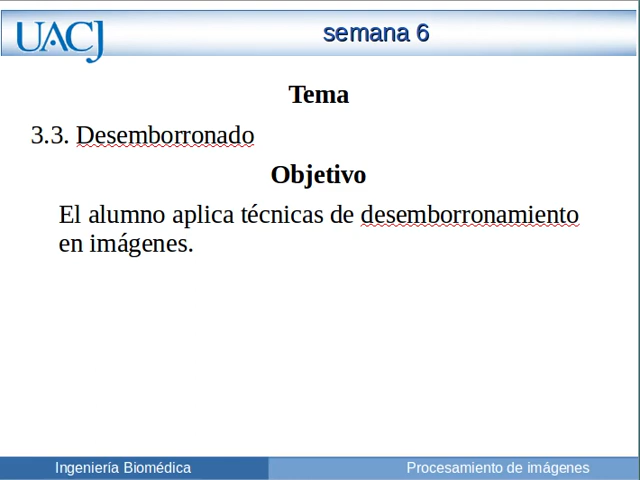 UACJ
semana 6
Tema
3.3. Desemborronado
Objetivo
El alumno aplica técnicas de desemborronamiento
en imágenes.
Ingeniería Biomédica
Procesamiento de imágenes